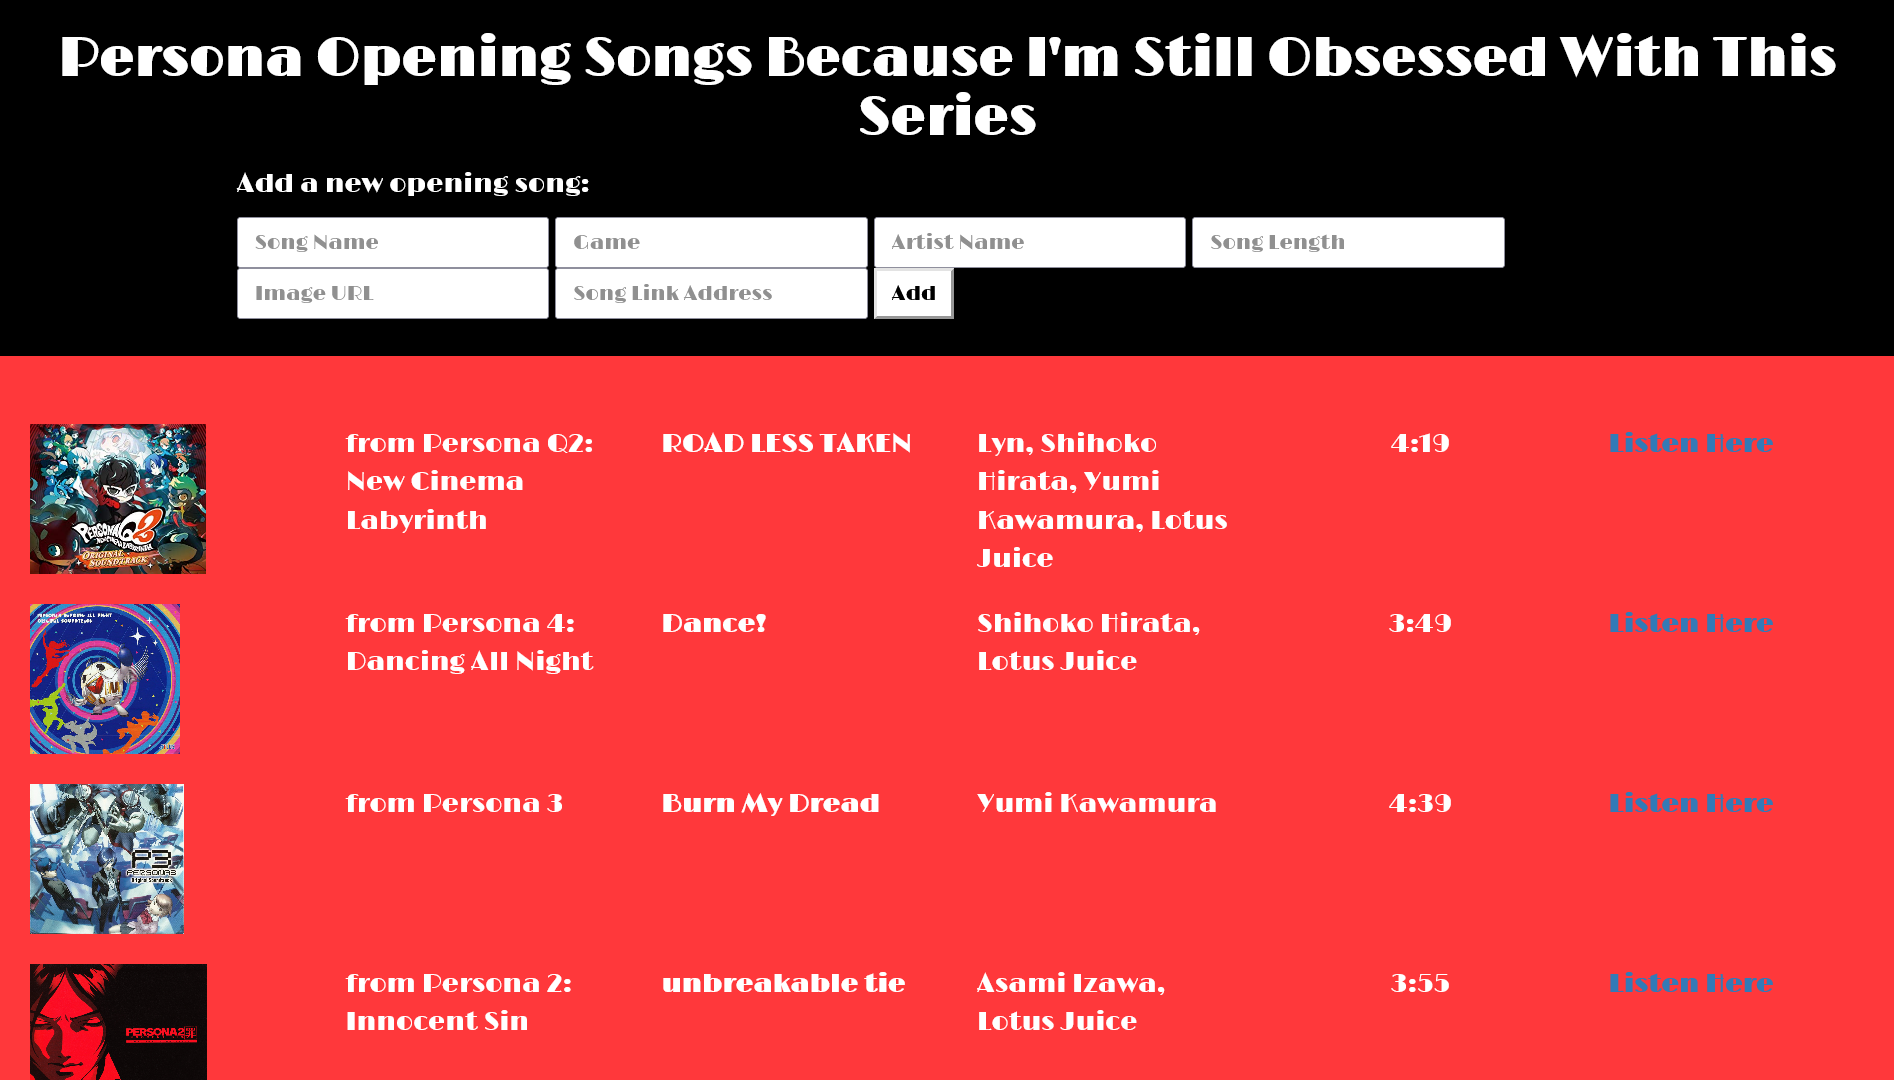 Persona Opening Songs Because I'm Still Obsessed With This
Series
Add a new opening song:
Song Name
Game
Artist Name
Song Length
Image URL
Song Link Address
Add
PERSONA Q2
ORIGINAL
SOUNDTRACK
from Persona Q2:
New Cinema
Labyrinth
ROAD LESS TAKEN
Lyn, Shihoko
Hirata, Yumi
Kawamura, Lotus
Juice
4:19
Listen Here
from Persona 4:
Dancing All Night
Dance!
Shihoko Hirata,
Lotus Juice
3:49
Listen Here
P3
PERSONA3
Original Soundtrack
from Persona 3
Burn My Dread
Yumi Kawamura
4:39
Listen Here
PERSONA2
from Persona 2:
Innocent Sin
unbreakable tie
Asami Izawa,
Lotus Juice
3:55
Listen Here